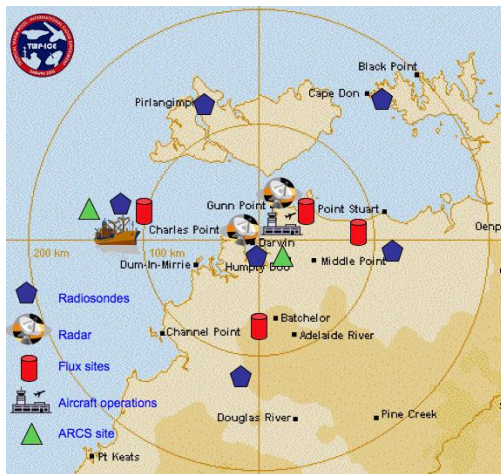 TWP-ICE
Black Point
Cape Don
Pirlangimpi
Gunn Point
Point Stuart
Charles Point
Oenp
200 km
100 km
Darwin
Dum-In-Mirrie
Humpty Doo
Middle Point
Radiosondes
Batchelor
Radar
Channel Point
Adelaide River
Flux sites
Aircraft operations
Douglas River
Pine Creek
ARCS site
Pt Keats